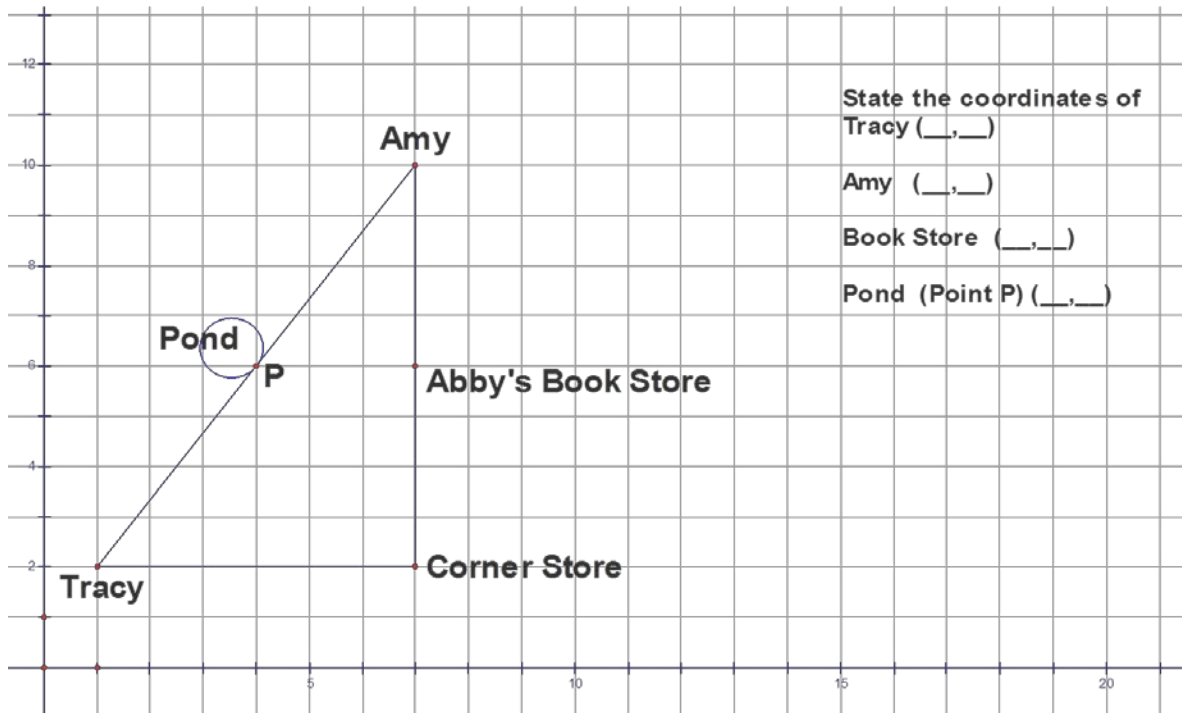 12
State the coordinates of
Tracy (__,__)
Amy
10
Amy (__,__)
Book Store (__,__)
8
Pond (Point P) (__,__)
Pond
6
P
Abby's Book Store
4
2
Corner Store
Tracy
5
10
15
20